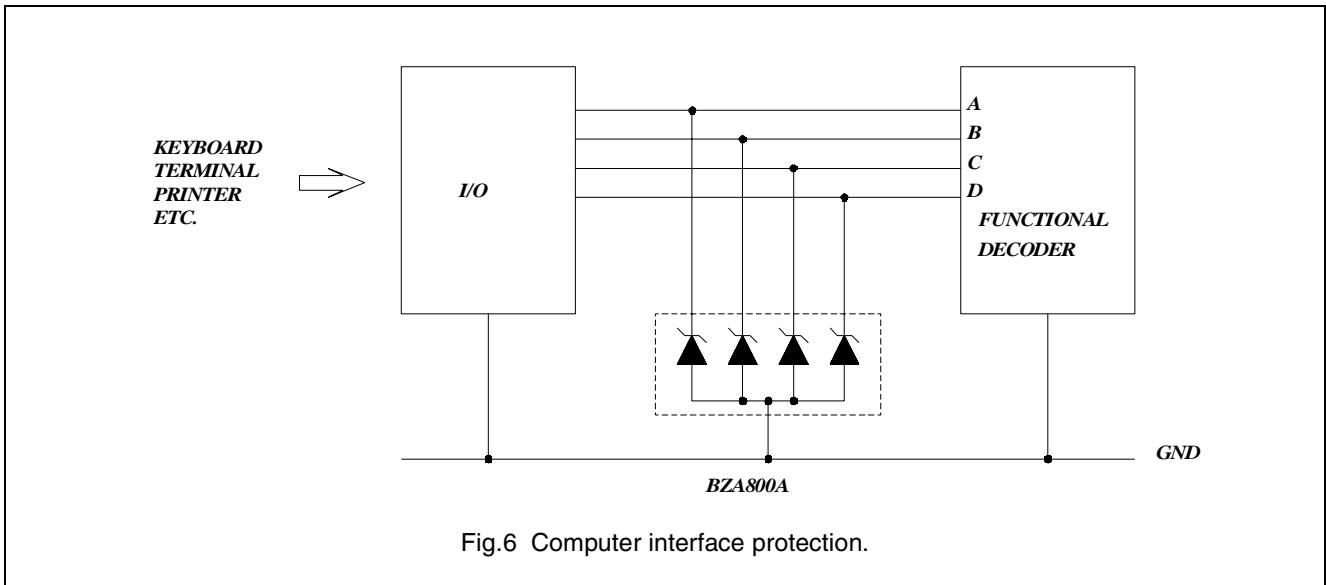 KEYBOARD
TERMINAL
PRINTER
ETC.
I/O
A
B
C
D
FUNCTIONAL
DECODER
GND
BZA800A
Fig.6 Computer interface protection.